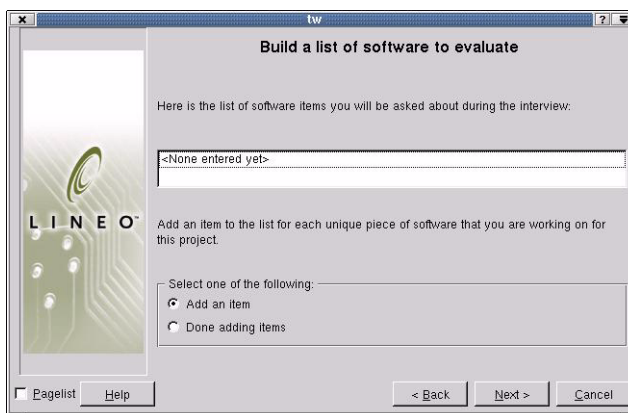 tw
?
Build a list of software to evaluate
Here is the list of software items you will be asked about during the interview:
<None entered yet>
LINEO™
Add an item to the list for each unique piece of software that you are working on for
this project.
Select one of the following:
Add an item
Done adding items
Pagelist
Help
< Back
Next >
Cancel